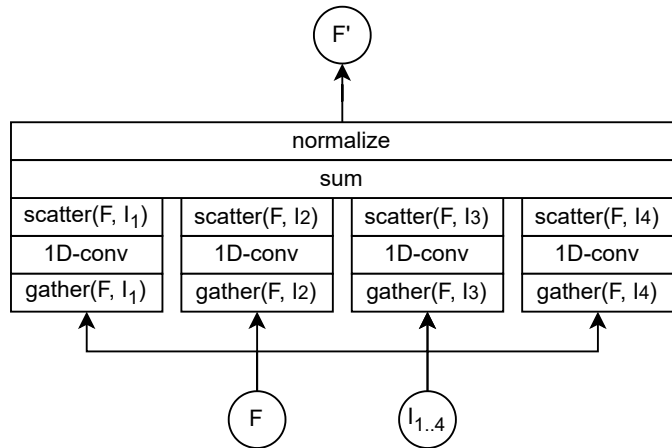 F'
normalize
sum
scatter(F, I₁) scatter(F, I2) scatter(F, I3) scatter(F, I4)
1D-conv 1D-conv 1D-conv 1D-conv
gather(F, I₁) gather(F, I2) gather(F, I3) gather(F, I4)
F I₁..₄